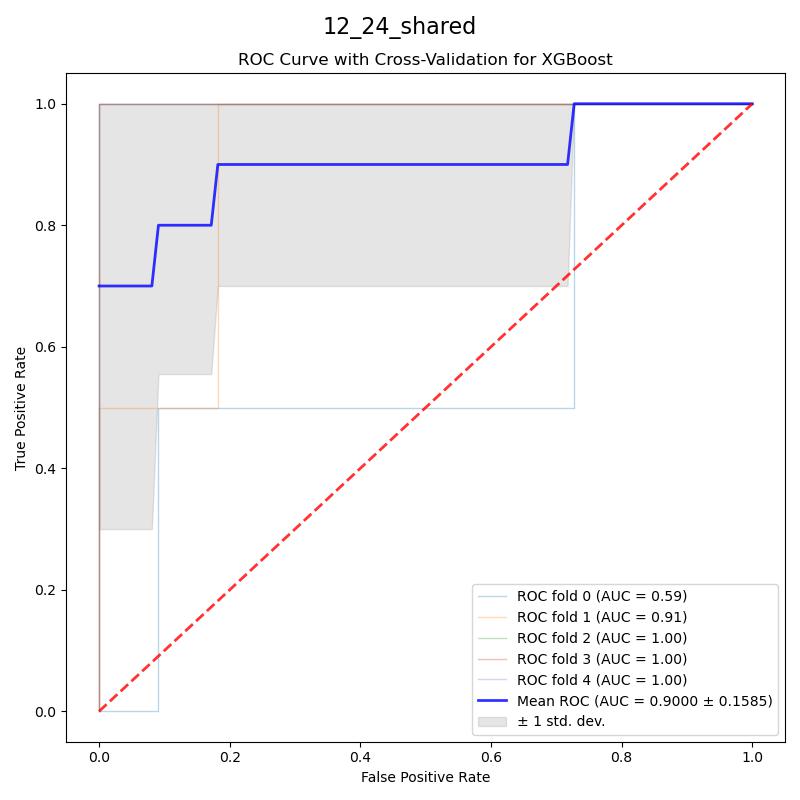 12_24_shared
ROC Curve with Cross-Validation for XGBoost
True Positive Rate
1.0
0.8
0.6
0.4
0.2
0.0
0.0 0.2 0.4 0.6 0.8 1.0
False Positive Rate
ROC fold 0 (AUC = 0.59)
ROC fold 1 (AUC = 0.91)
ROC fold 2 (AUC = 1.00)
ROC fold 3 (AUC = 1.00)
ROC fold 4 (AUC = 1.00)
Mean ROC (AUC = 0.9000 ± 0.1585)
± 1 std. dev.